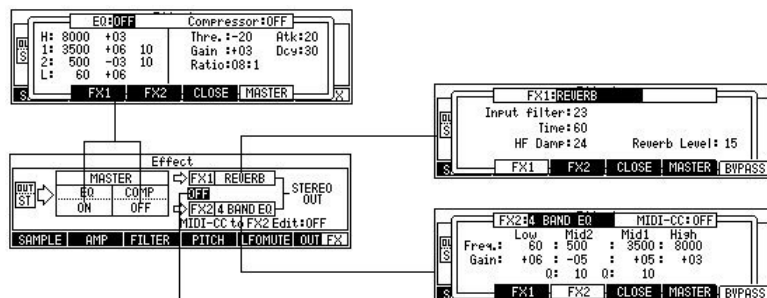 EQ:OFF Compressor:OFF
H: 8000 +03 Thre.:-20 Atk:20
1: 3500 +06 10 Gain :+03 Dcy:30
2: 500 -03 10 Ratio:08:1
L: 60 +06
FX1 FX2 CLOSE MASTER
FX1:REVERB
Input filter:23
Time:60
HF Damp:24 Reverb Level: 15
FX1 FX2 CLOSE MASTER BYPASS
Effect
MASTER FX1 REVERB
OUT EQ COMP OFF STEREO
ST ON OFF FX2 4 BAND EQ OUT
MIDI-CC to FX2 Edit:OFF
SAMPLE AMP FILTER PITCH LFOMUTE OUT FX
FX2:4 BAND EQ MIDI-CC:OFF
Low Mid2 Mid1 High
Freq.: 60 : 500 : 3500: 8000
Gain: +06 : -05 : +05: +03
Q: 10 Q: 10
FX1 FX2 CLOSE MASTER BYPASS